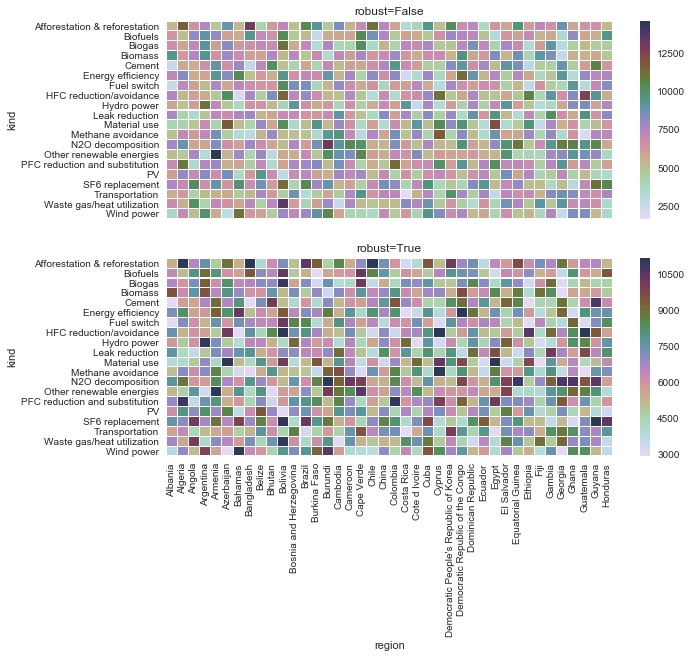 robust=False
kind
Afforestation & reforestation
Biofuels
Biogas
Biomass
Cement
Energy efficiency
Fuel switch
HFC reduction/avoidance
Hydro power
Leak reduction
Material use
Methane avoidance
N2O decomposition
Other renewable energies
PFC reduction and substitution
PV
SF6 replacement
Transportation
Waste gas/heat utilization
Wind power
12500
10000
7500
5000
2500
robust=True
kind
Afforestation & reforestation
Biofuels
Biogas
Biomass
Cement
Energy efficiency
Fuel switch
HFC reduction/avoidance
Hydro power
Leak reduction
Material use
Methane avoidance
N2O decomposition
Other renewable energies
PFC reduction and substitution
PV
SF6 replacement
Transportation
Waste gas/heat utilization
Wind power
10500
9000
7500
6000
4500
3000
Albania
Algeria
Angola
Argentina
Armenia
Azerbaijan
Bahamas
Bangladesh
Belize
Bhutan
Bolivia
Bosnia and Herzegovina
Brazil
Burkina Faso
Burundi
Cambodia
Cameroon
Cape Verde
Chile
China
Colombia
Costa Rica
Cote d Ivoire
Cuba
Cyprus
Democratic People's Republic of Korea
Democratic Republic of the Congo
Dominican Republic
Ecuador
Egypt
El Salvador
Equatorial Guinea
Ethiopia
Fiji
Gambia
Georgia
Ghana
Guatemala
Guyana
Honduras
region